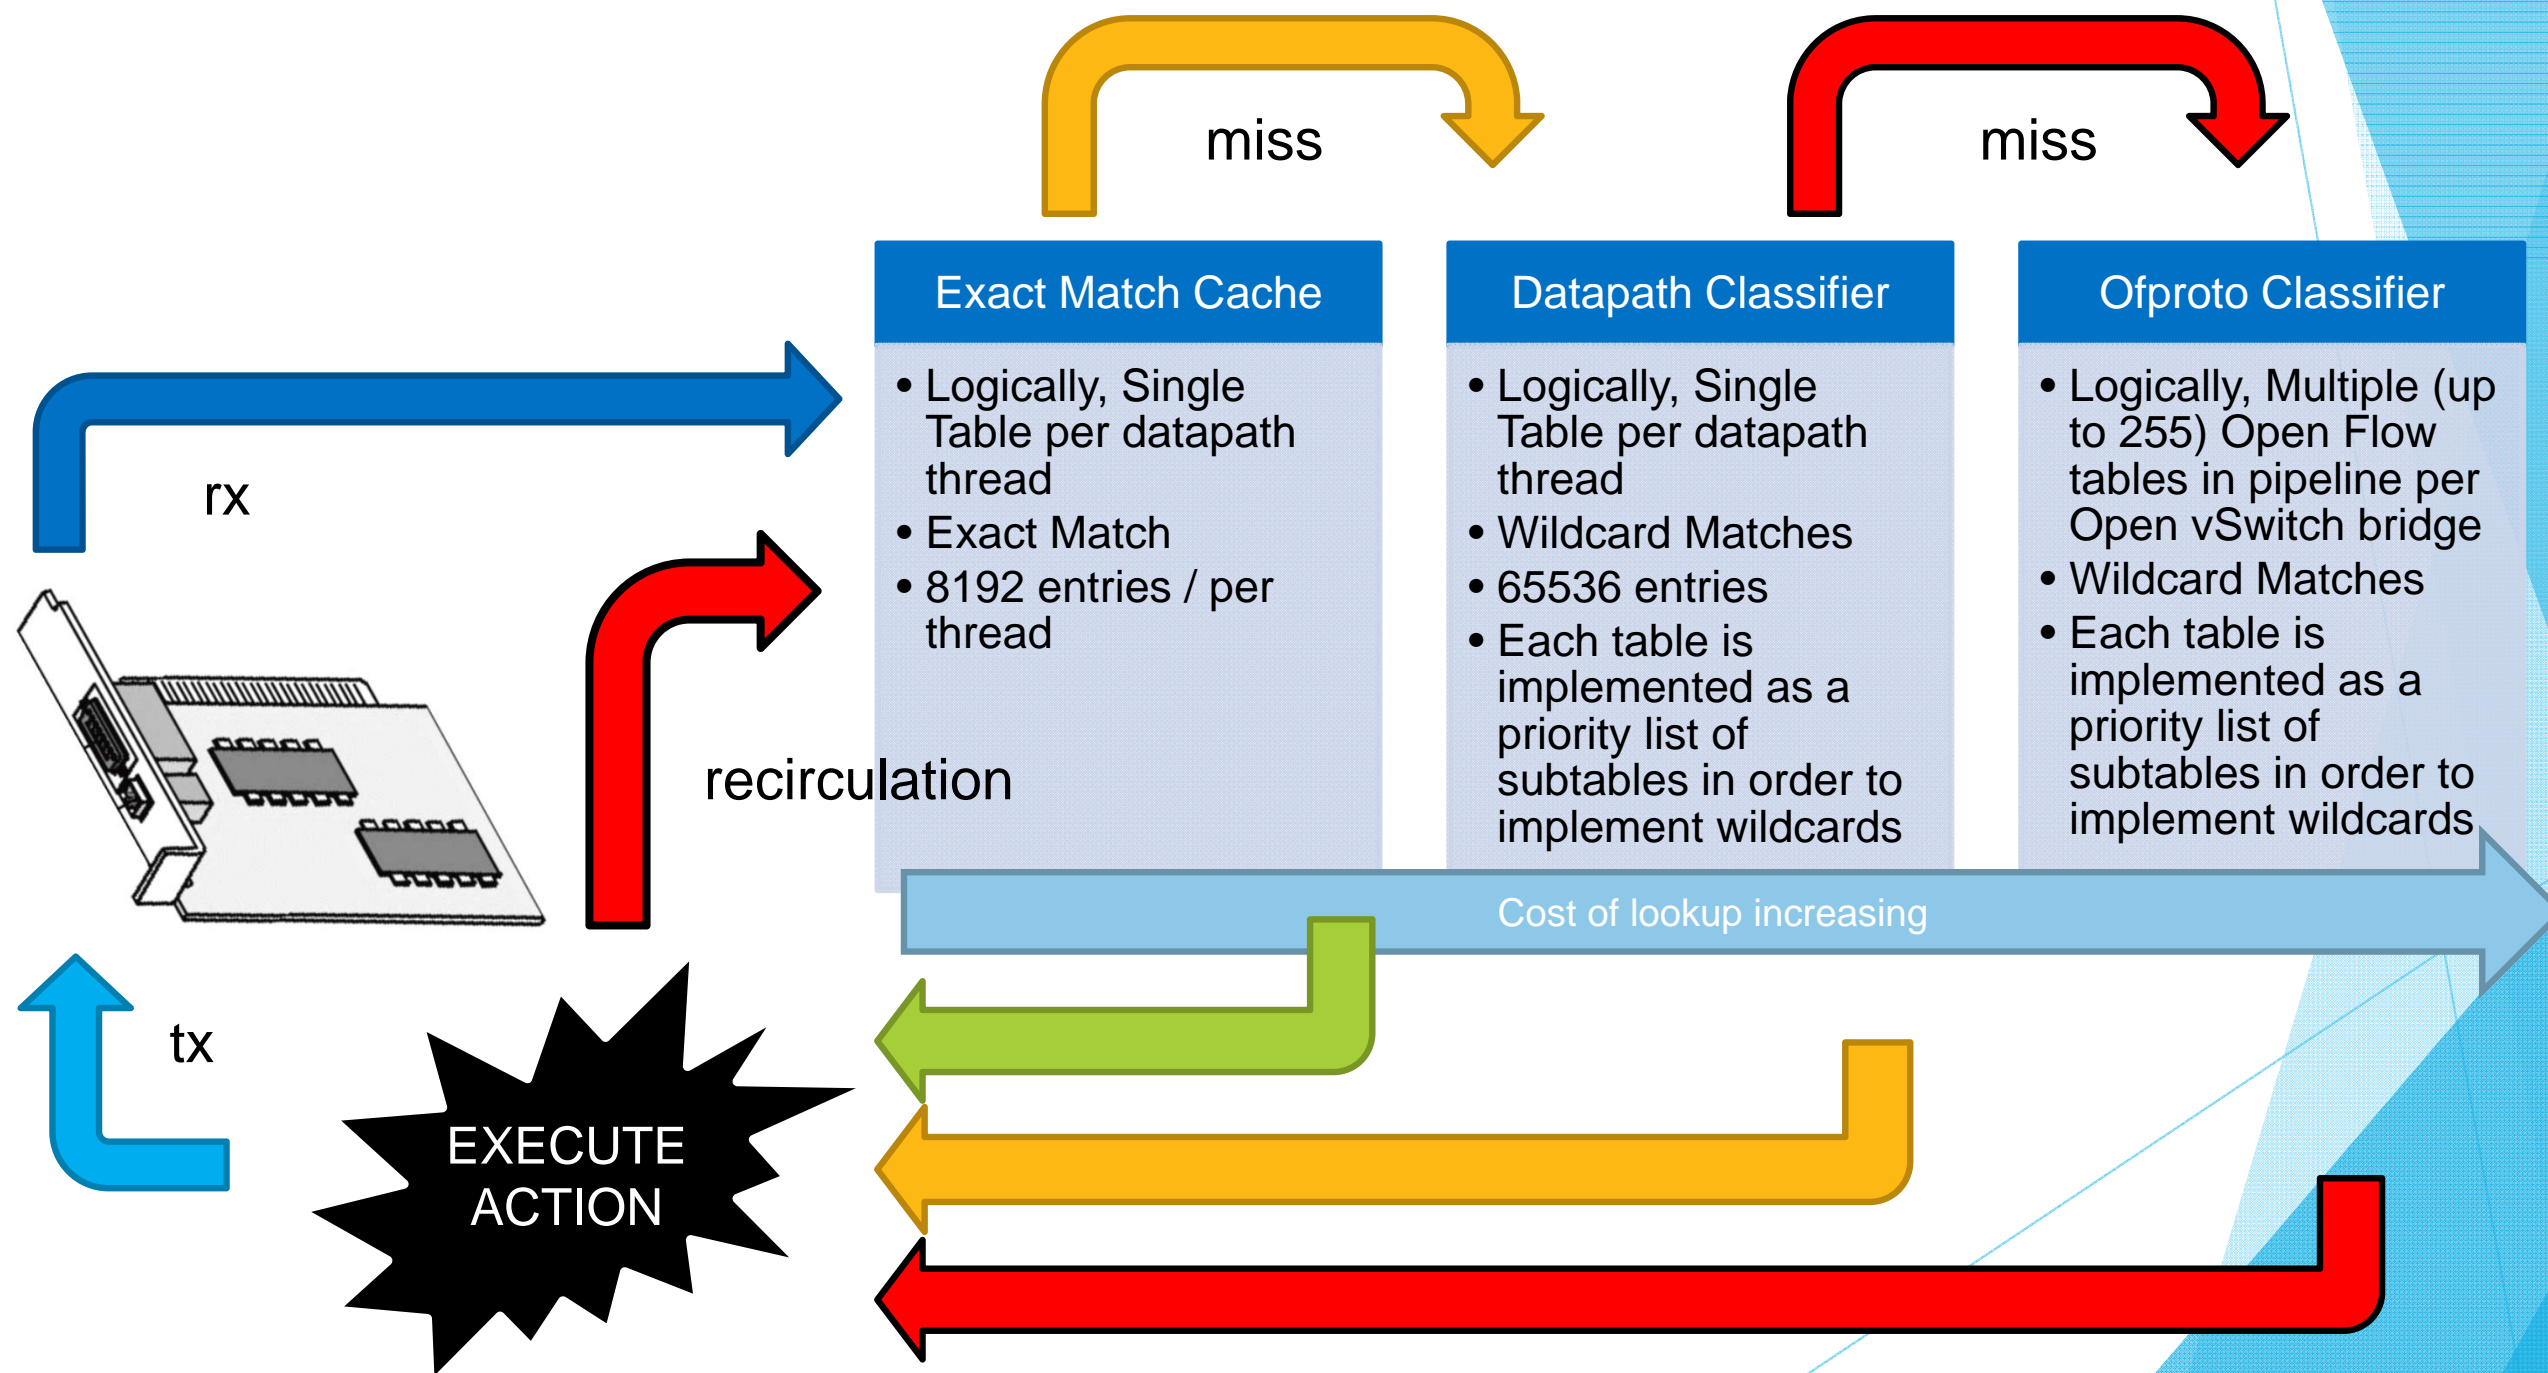 miss
miss
Exact Match Cache
• Logically, Single
Table per datapath
thread
• Exact Match
• 8192 entries / per
thread
Datapath Classifier
• Logically, Single
Table per datapath
thread
• Wildcard Matches
• 65536 entries
• Each table is
implemented as a
priority list of
subtables in order to
implement wildcards
Ofproto Classifier
• Logically, Multiple (up
to 255) Open Flow
tables in pipeline per
Open vSwitch bridge
• Wildcard Matches
• Each table is
implemented as a
priority list of
subtables in order to
implement wildcards
rx
recirculation
Cost of lookup increasing
tx
EXECUTE
ACTION